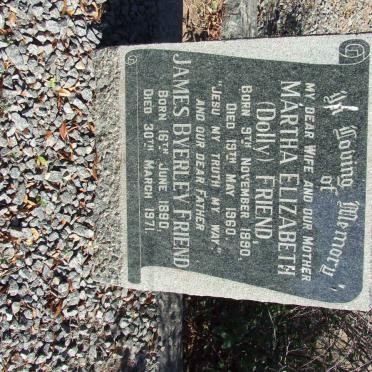 In Loving Memory
of
MY DEAR WIFE AND OUR MOTHER
MARTHA ELIZABETH
(DOLLY) FRIEND,
BORN 9TH NOVEMBER 1890,
DIED 19TH MAY 1960.
"JESU MY TRUTH MY WAY."
AND OUR DEAR FATHER
JAMES BYERLEY FRIEND
BORN 16TH JUNE 1890,
DIED 30TH MARCH 1971.